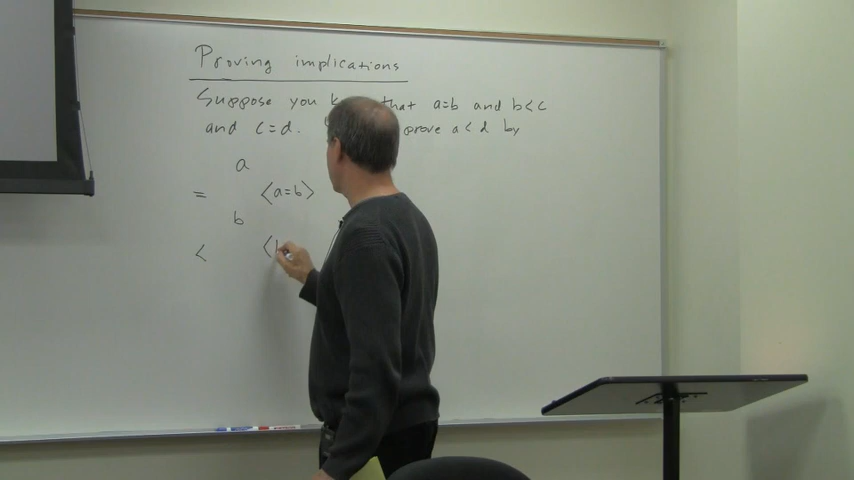 Proving implications
Suppose you that a=b and b<c
and c=d. prove a<d by
a
= <a=b>
b
< <